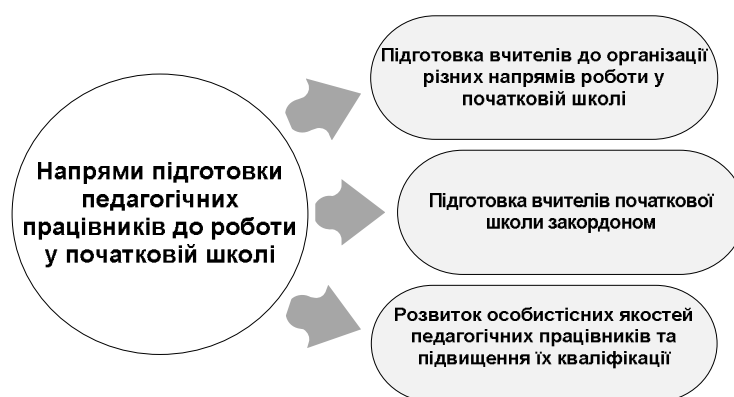 Напрями підготовки
педагогічних
працівників до роботи
у початковій школі
Підготовка вчителів до організації
різних напрямів роботи у
початковій школі
Підготовка вчителів початкової
школи закордоном
Розвиток особистісних якостей
педагогічних працівників та
підвищення їх кваліфікації